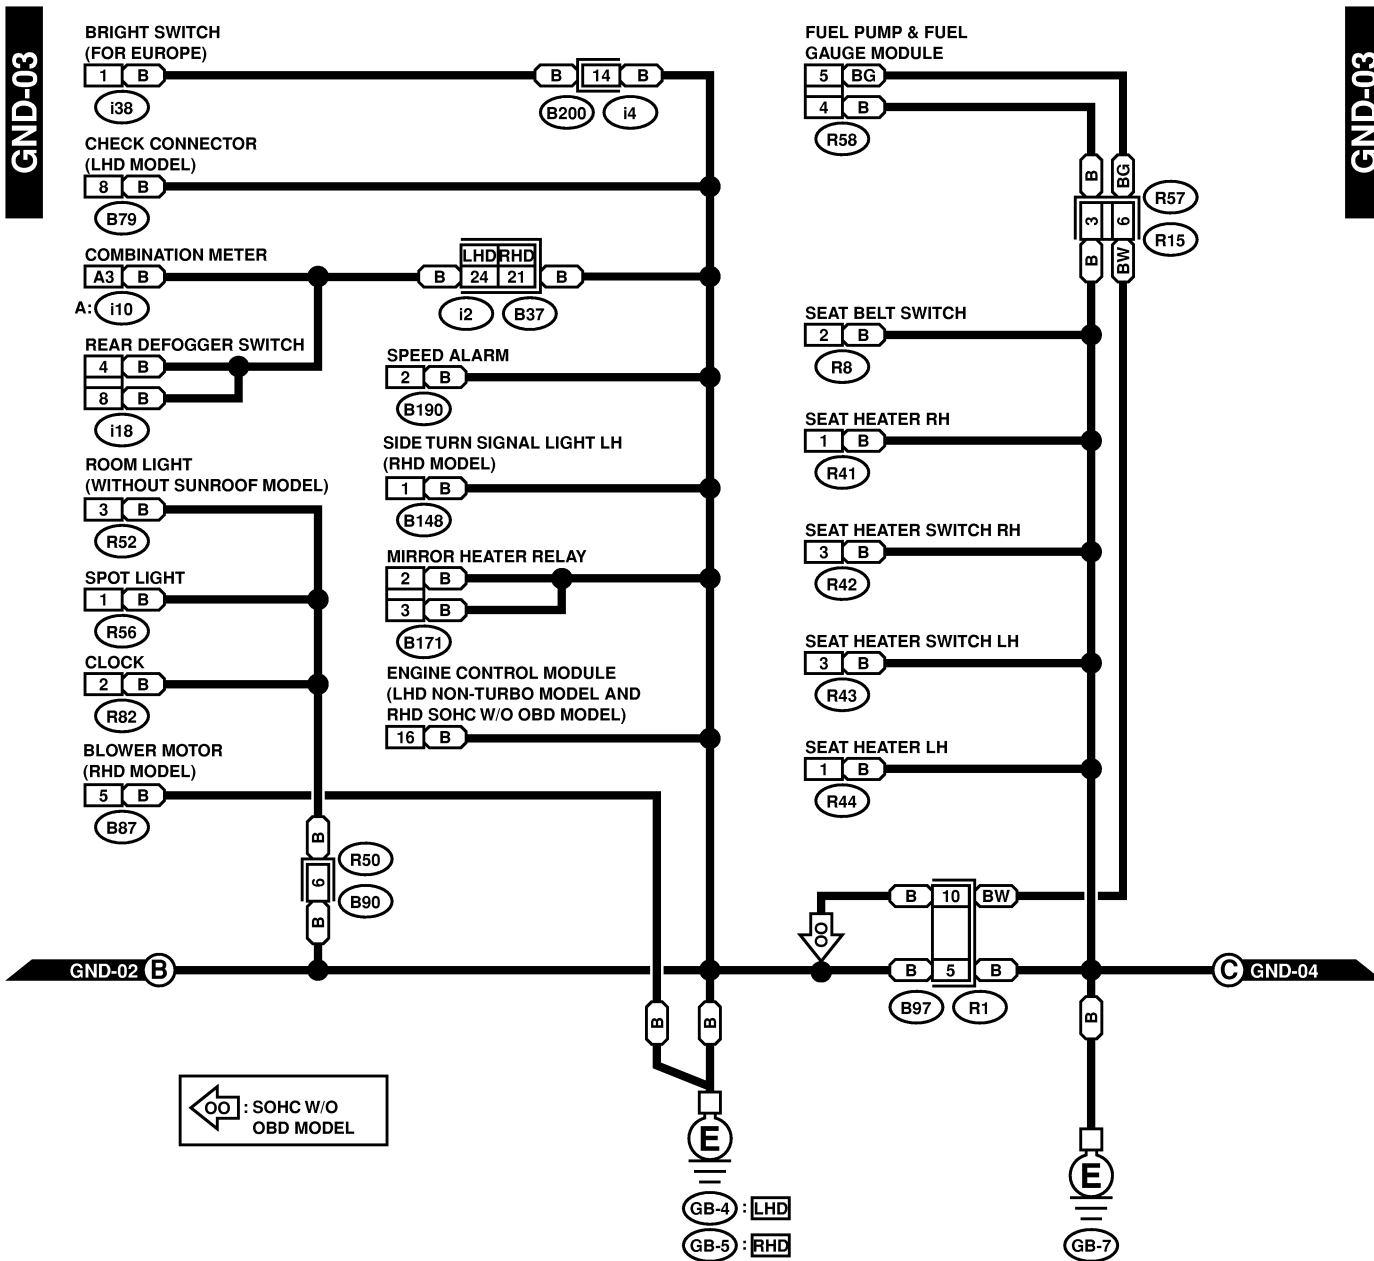 GND-03
GND-03
BRIGHT SWITCH
(FOR EUROPE)
1 B
B 14 B
i38
B200 i4
CHECK CONNECTOR
(LHD MODEL)
8 B
B79
COMBINATION METER
A3 B
A: i10
LHD RHD
B 24 21 B
i2 B37
REAR DEFOGGER SWITCH
4 B
8 B
i18
ROOM LIGHT
(WITHOUT SUNROOF MODEL)
3 B
R52
SPOT LIGHT
1 B
R56
CLOCK
2 B
R82
BLOWER MOTOR
(RHD MODEL)
5 B
B87
B
6
B
R50
B90
SPEED ALARM
2 B
B190
SIDE TURN SIGNAL LIGHT LH
(RHD MODEL)
1 B
B148
MIRROR HEATER RELAY
2 B
3 B
B171
ENGINE CONTROL MODULE
(LHD NON-TURBO MODEL AND
RHD SOHC W/O OBD MODEL)
16 B
FUEL PUMP & FUEL
GAUGE MODULE
5 BG
4 B
R58
B BG
3 6
B BW
R57
R15
SEAT BELT SWITCH
2 B
R8
SEAT HEATER RH
1 B
R41
SEAT HEATER SWITCH RH
3 B
R42
SEAT HEATER SWITCH LH
3 B
R43
SEAT HEATER LH
1 B
R44
B 10 BW
OO
GND-02 B
B 5 B
C GND-04
B97 R1
B B
B
OO : SOHC W/O
OBD MODEL
E
E
GB-4 : LHD
GB-5 : RHD
GB-7